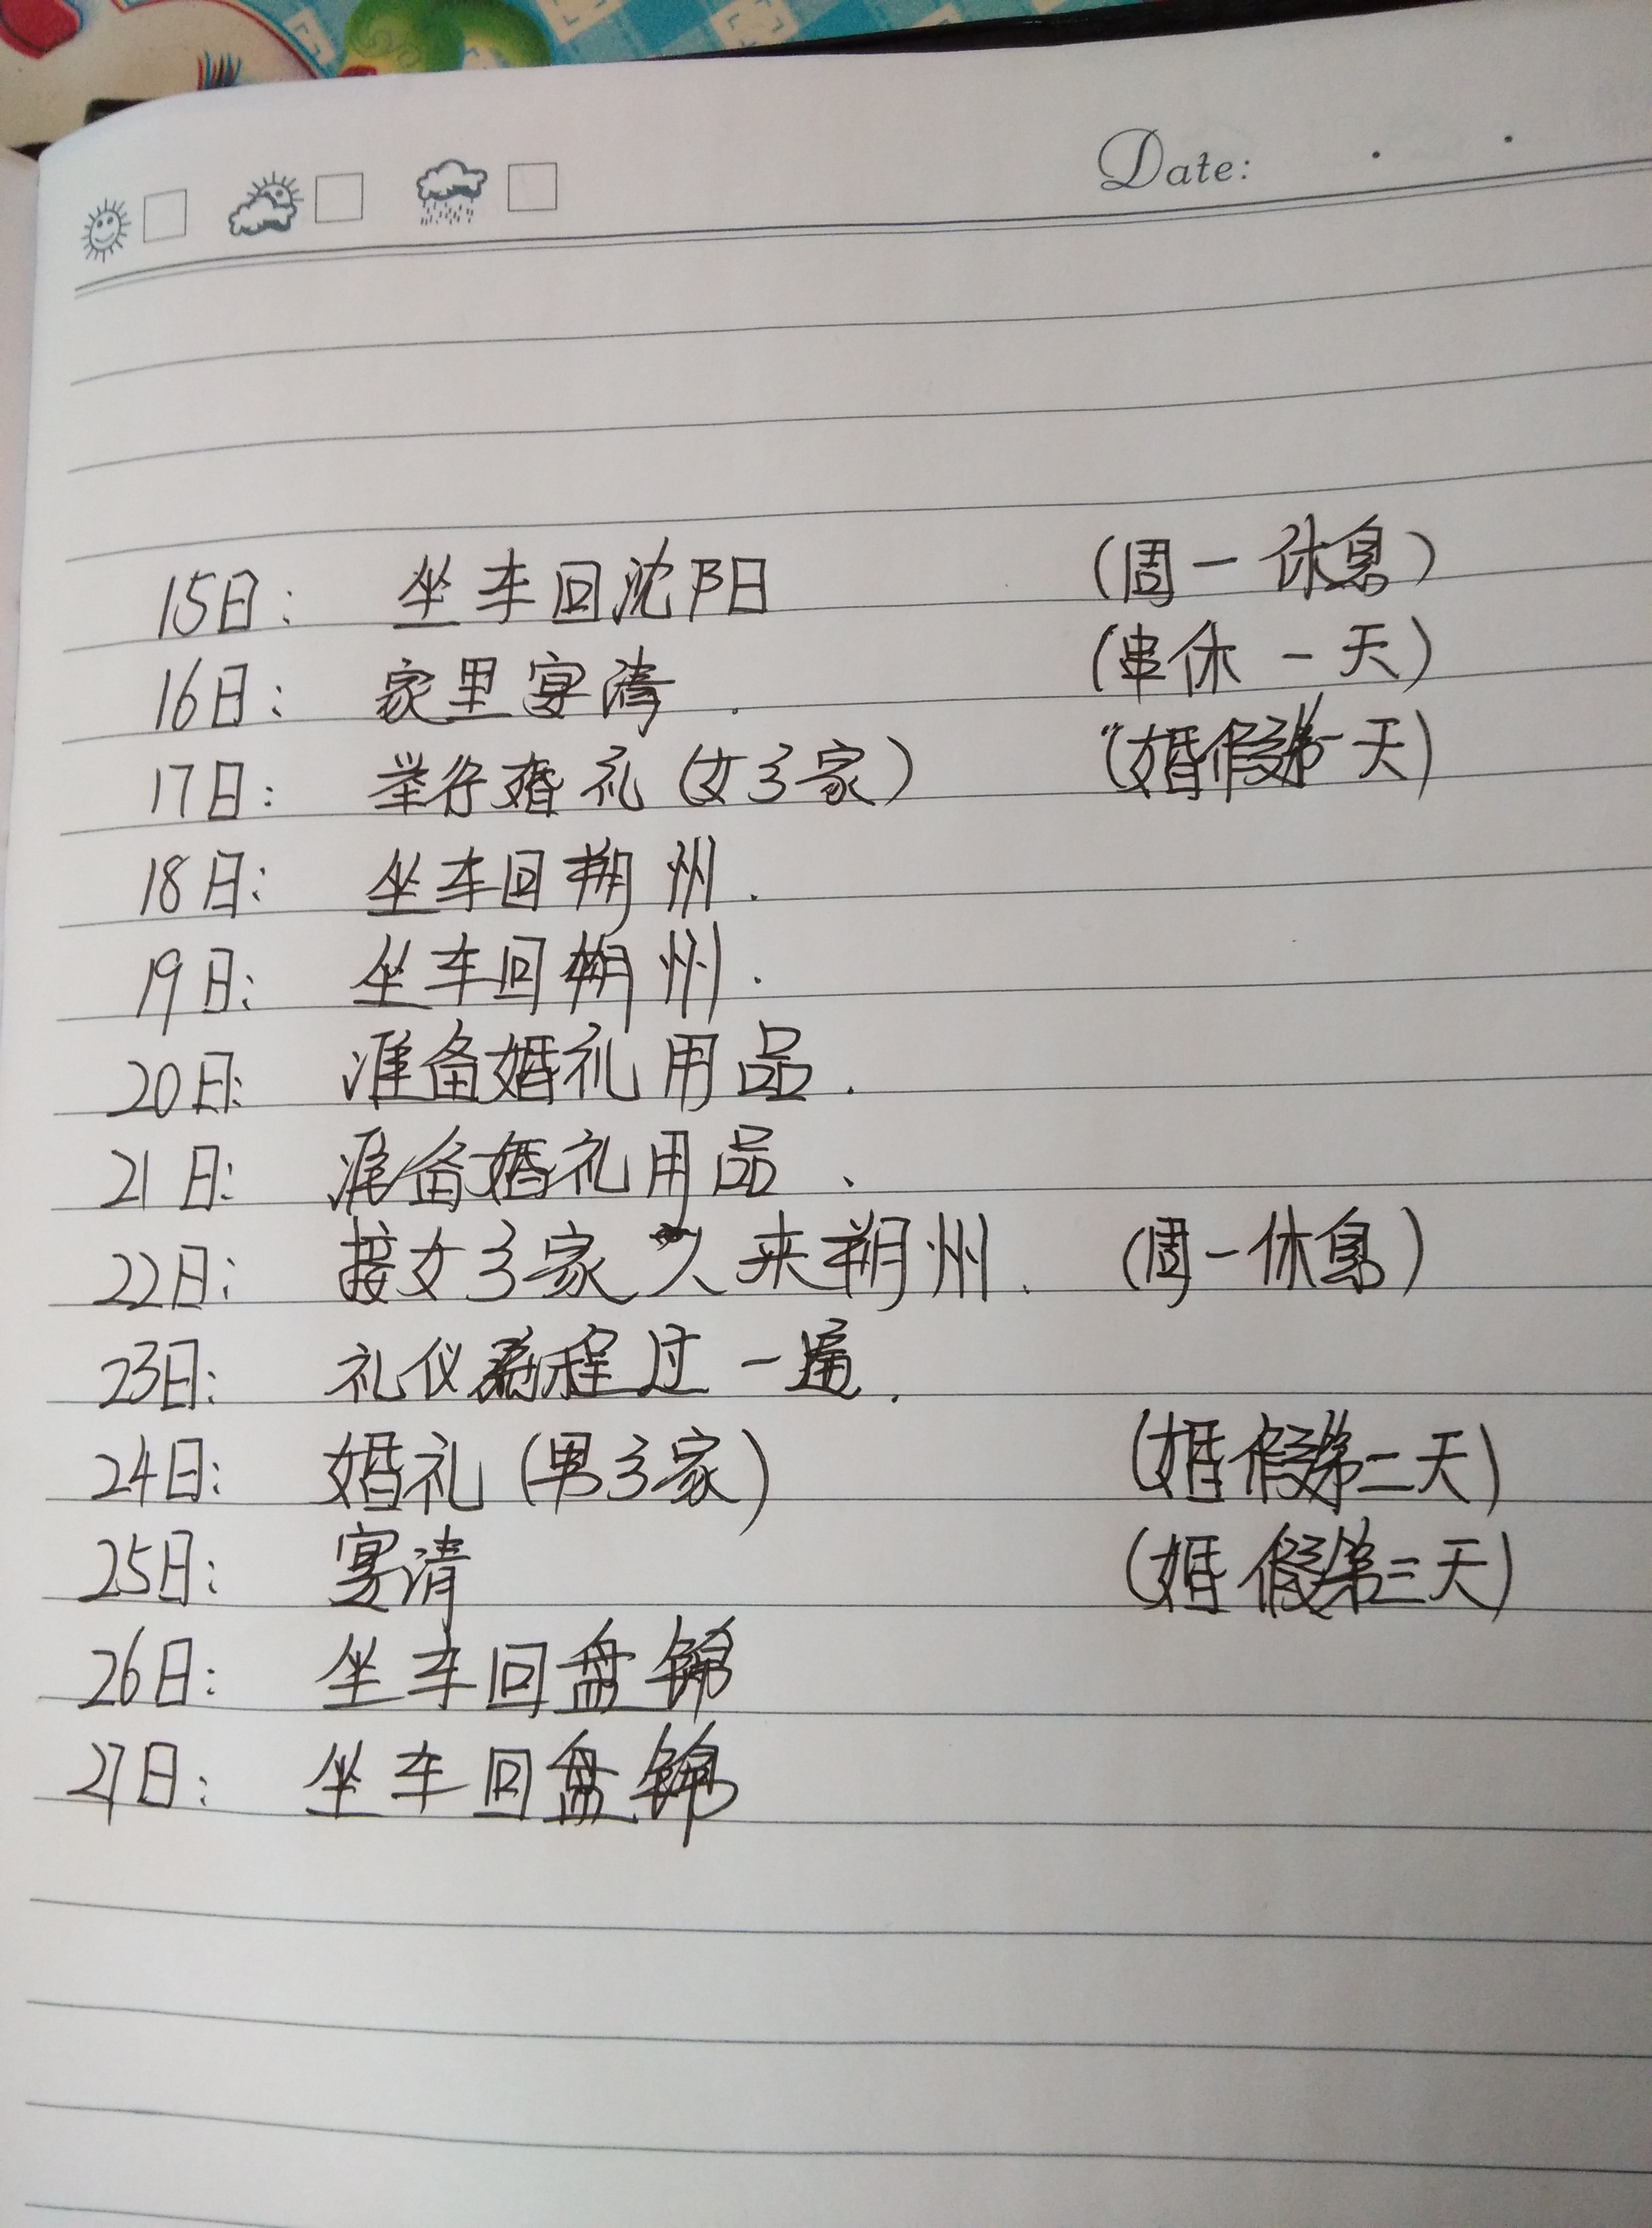 Date:
15日: 坐车回沈阳 (周一休息)
16日: 家里宴请. (串休一天)
17日: 举行婚礼(女方家) (婚假第一天)
18日: 坐车回朔州.
19日: 坐车回朔州.
20日: 准备婚礼用品.
21日: 准备婚礼用品、
22日: 接女方家人来朔州. (周一休息)
23日: 礼仪流程过一遍.
24日: 婚礼(男方家) (婚假第二天)
25日: 宴请 (婚假第三天)
26日: 坐车回盘锦
27日: 坐车回盘锦